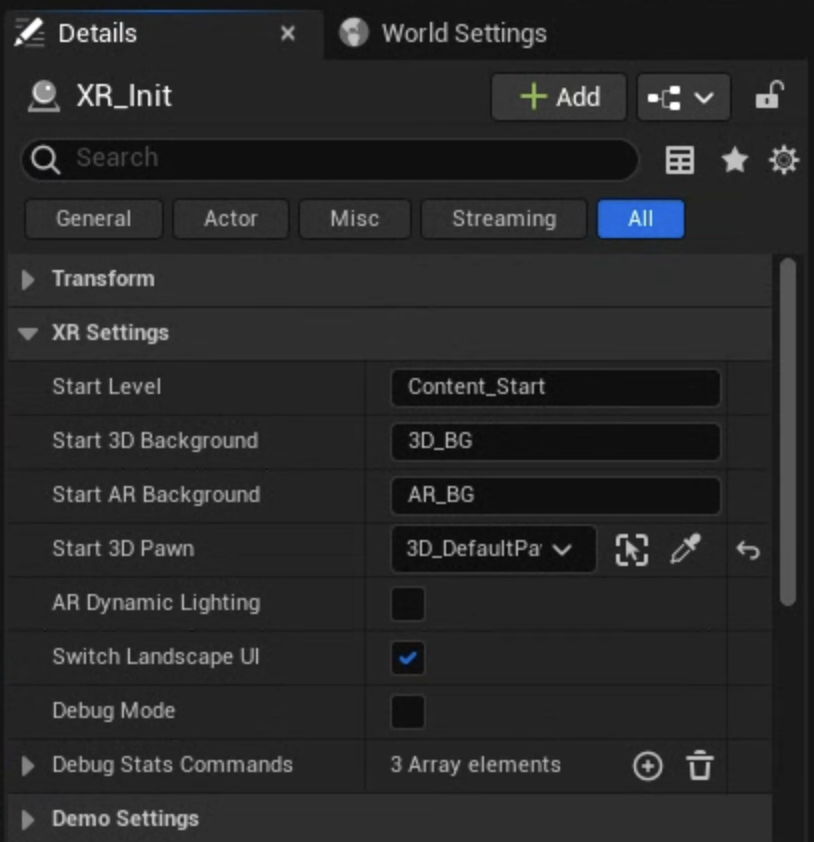 Details
World Settings
XR_Init
Add
Search
General
Actor
Misc
Streaming
All
Transform
XR Settings
Start Level
Content_Start
Start 3D Background
3D_BG
Start AR Background
AR_BG
Start 3D Pawn
3D_DefaultPa
AR Dynamic Lighting
Switch Landscape UI
Debug Mode
Debug Stats Commands
3 Array elements
Demo Settings